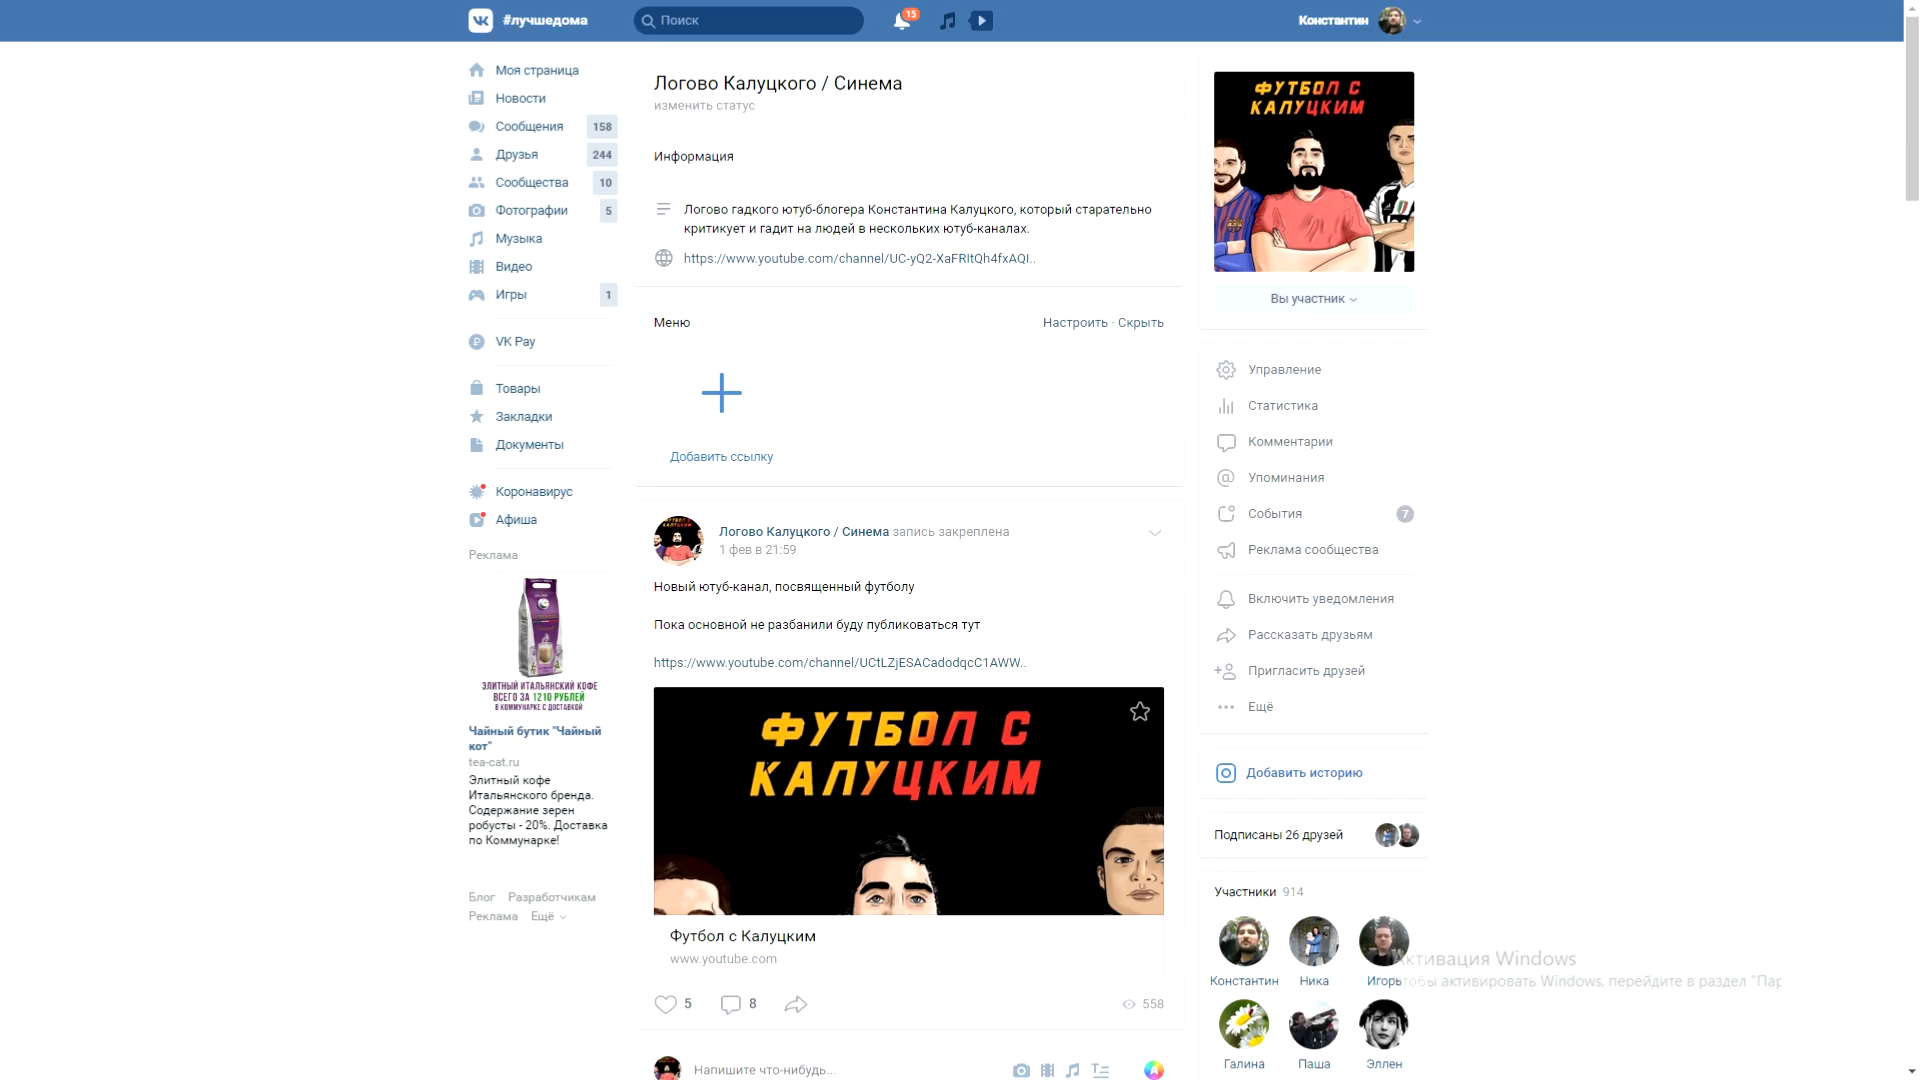 #лучшедома
Поиск
15
Константин
Моя страница
Новости
Сообщения 158
Друзья 244
Сообщества 10
Фотографии 5
Музыка
Видео
Игры 1
VK Pay
Товары
Закладки
Документы
Коронавирус
Афиша
Реклама
ЭЛИТНЫЙ ИТАЛЬЯНСКИЙ КОФЕ
ВСЕГО ЗА 1210 РУБЛЕЙ
В КОММУНАРКЕ С ДОСТАВКОЙ
Чайный бутик "Чайный
кот"
tea-cat.ru
Элитный кофе
Итальянского бренда.
Содержание зерен
робусты - 20%. Доставка
по Коммунарке!
Блог Разработчикам
Реклама Ещё
Логово Калуцкого / Синема
изменить статус
Информация
Логово гадкого ютуб-блогера Константина Калуцкого, который старательно
критикует и гадит на людей в нескольких ютуб-каналах.
https://www.youtube.com/channel/UC-yQ2-XaFRItQh4fxAQI..
Меню Настроить · Скрыть
Добавить ссылку
Логово Калуцкого / Синема запись закреплена
1 фев в 21:59
Новый ютуб-канал, посвященный футболу
Пока основной не разбанили буду публиковаться тут
https://www.youtube.com/channel/UCtLZjESACadodqcC1AWW..
ФУТБОЛ С
КАЛУЦКИМ
Футбол с Калуцким
www.youtube.com
5 8 558
Напишите что-нибудь...
ФУТБОЛ С
КАЛУЦКИМ
Вы участник
Управление
Статистика
Комментарии
Упоминания
События 7
Реклама сообщества
Включить уведомления
Рассказать друзьям
Пригласить друзей
Ещё
Добавить историю
Подписаны 26 друзей
Участники 914
Константин Ника Игорь
Галина Паша Эллен
Активация Windows
Чтобы активировать Windows, перейдите в раздел "Пар